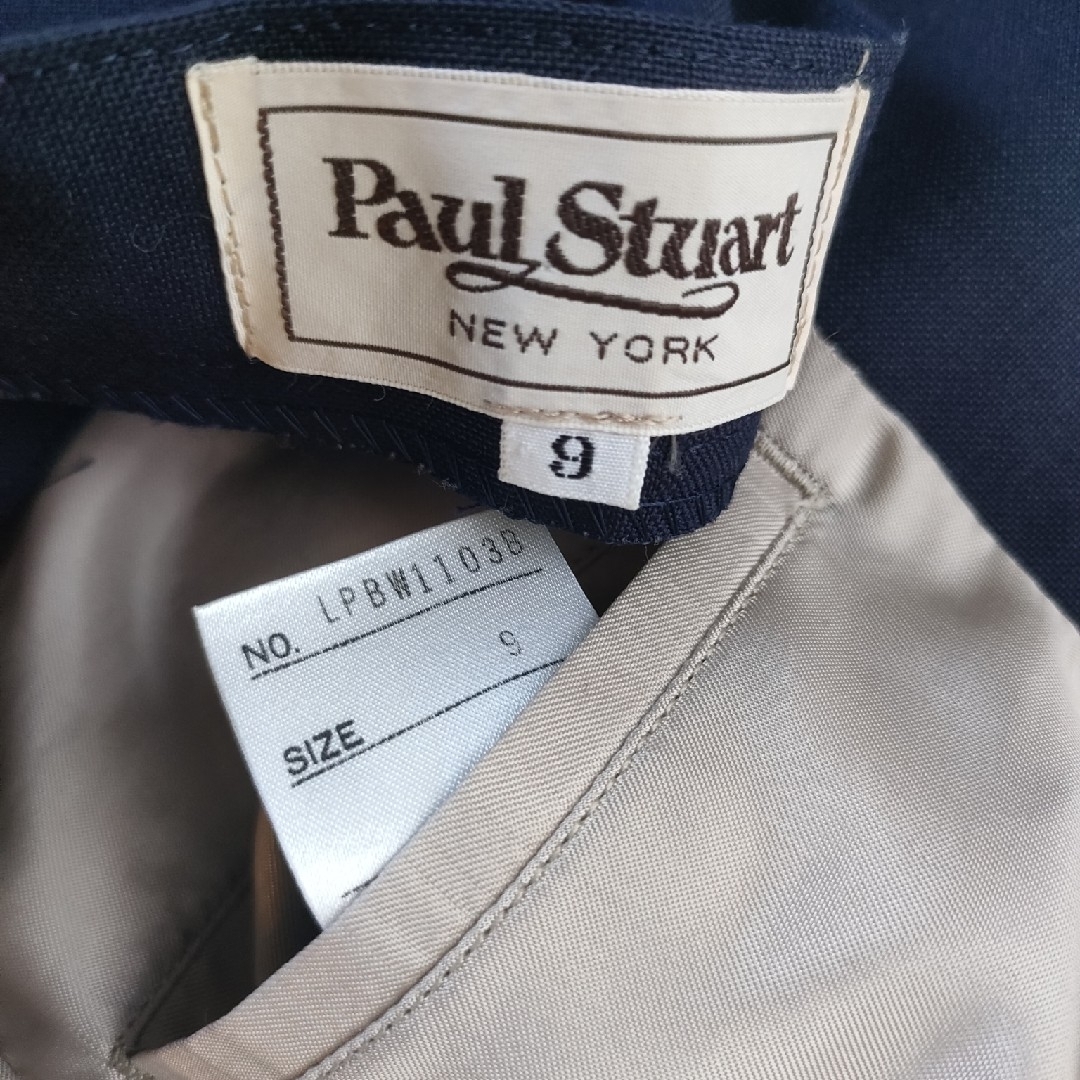 Paul Stuart
NEW YORK
9
NO. LPBW1103B
9
SIZE